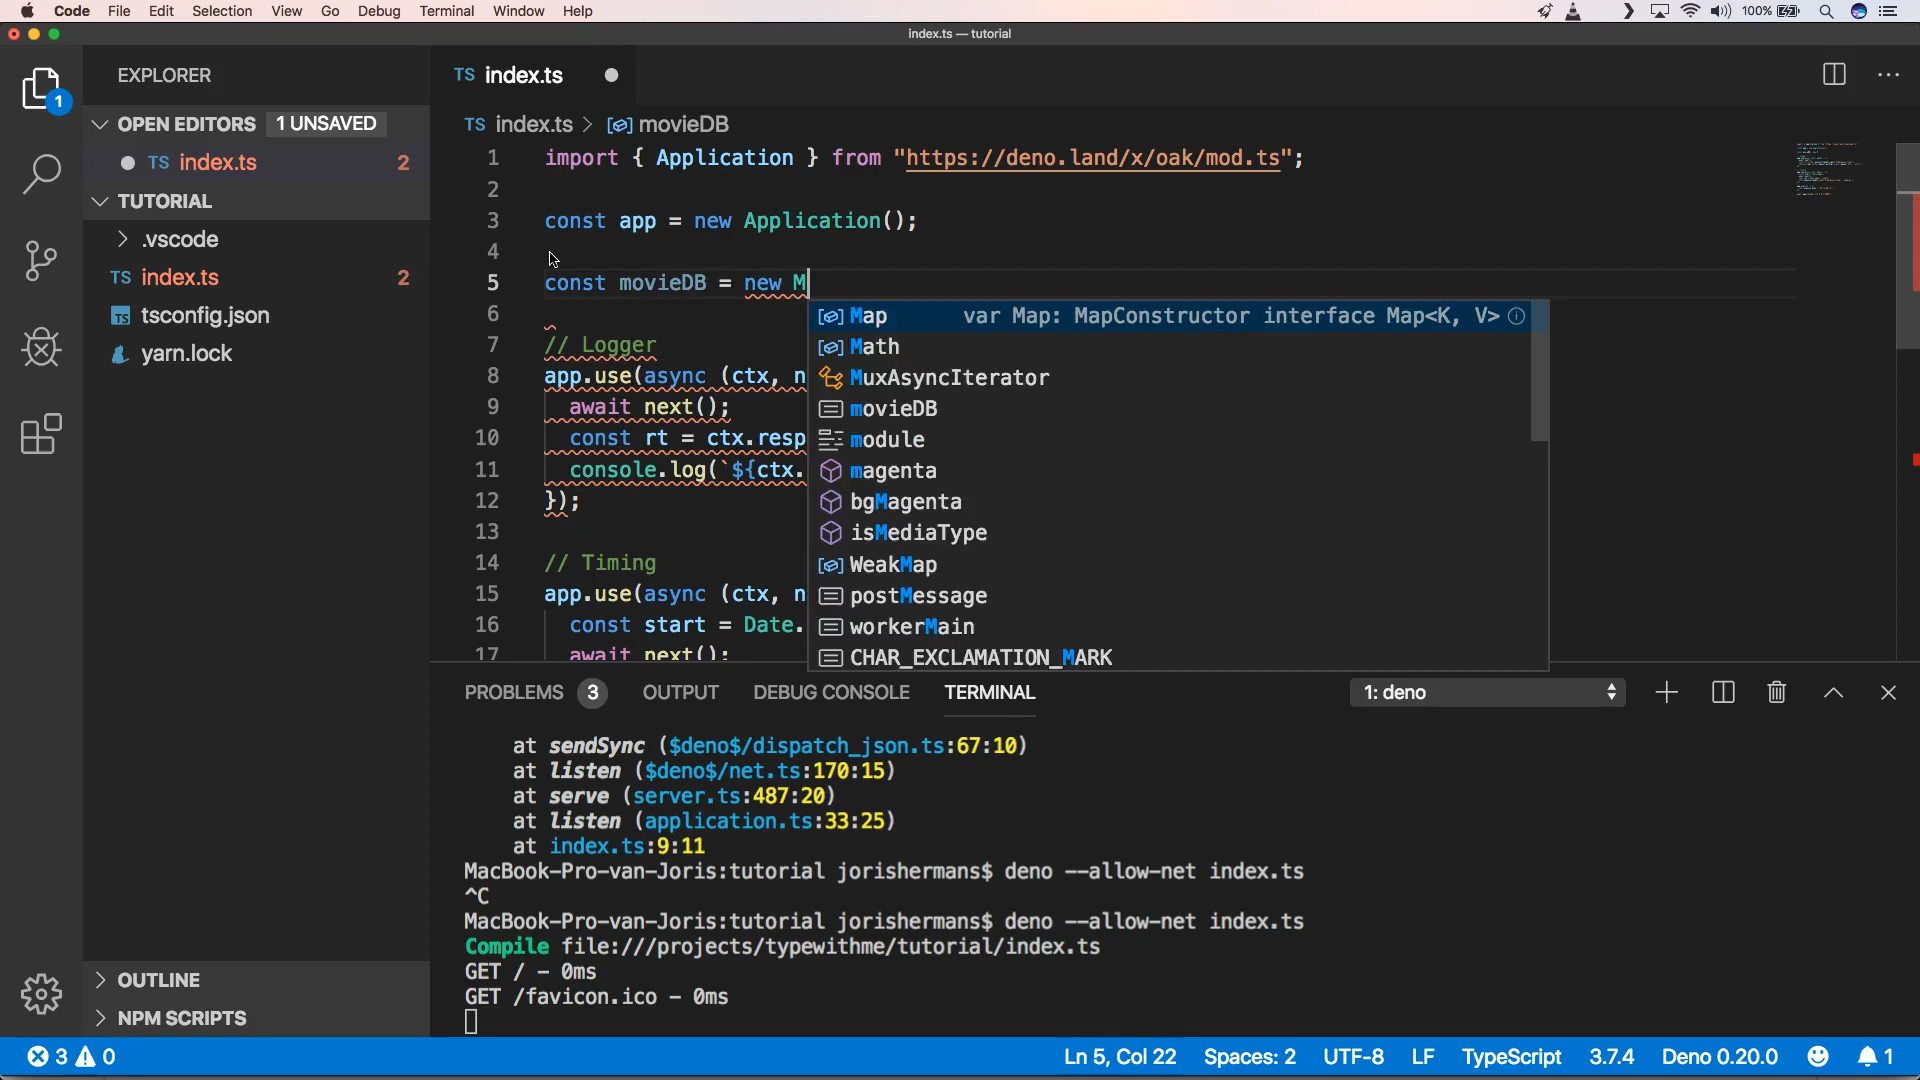 Code File Edit Selection View Go Debug Terminal Window Help 100%
index.ts — tutorial
EXPLORER
OPEN EDITORS 1 UNSAVED
TS index.ts 2
TUTORIAL
.vscode
TS index.ts 2
TS tsconfig.json
yarn.lock
OUTLINE
NPM SCRIPTS
1
TS index.ts
TS index.ts > movieDB
1 import { Application } from "https://deno.land/x/oak/mod.ts";
2
3 const app = new Application();
4
5 const movieDB = new M
6
7 // Logger
8 app.use(async (ctx, n
9 await next();
10 const rt = ctx.resp
11 console.log(`${ctx.
12 });
13
14 // Timing
15 app.use(async (ctx, n
16 const start = Date.
17 await next();
Map var Map: MapConstructor interface Map<K, V>
Math
MuxAsyncIterator
movieDB
module
magenta
bgMagenta
isMediaType
WeakMap
postMessage
workerMain
CHAR_EXCLAMATION_MARK
PROBLEMS 3 OUTPUT DEBUG CONSOLE TERMINAL 1: deno
at sendSync ($deno$/dispatch_json.ts:67:10)
at listen ($deno$/net.ts:170:15)
at serve (server.ts:487:20)
at listen (application.ts:33:25)
at index.ts:9:11
MacBook-Pro-van-Joris:tutorial jorishermans$ deno --allow-net index.ts
^C
MacBook-Pro-van-Joris:tutorial jorishermans$ deno --allow-net index.ts
Compile file:///projects/typewithme/tutorial/index.ts
GET / - 0ms
GET /favicon.ico - 0ms
3 0 Ln 5, Col 22 Spaces: 2 UTF-8 LF TypeScript 3.7.4 Deno 0.20.0 1